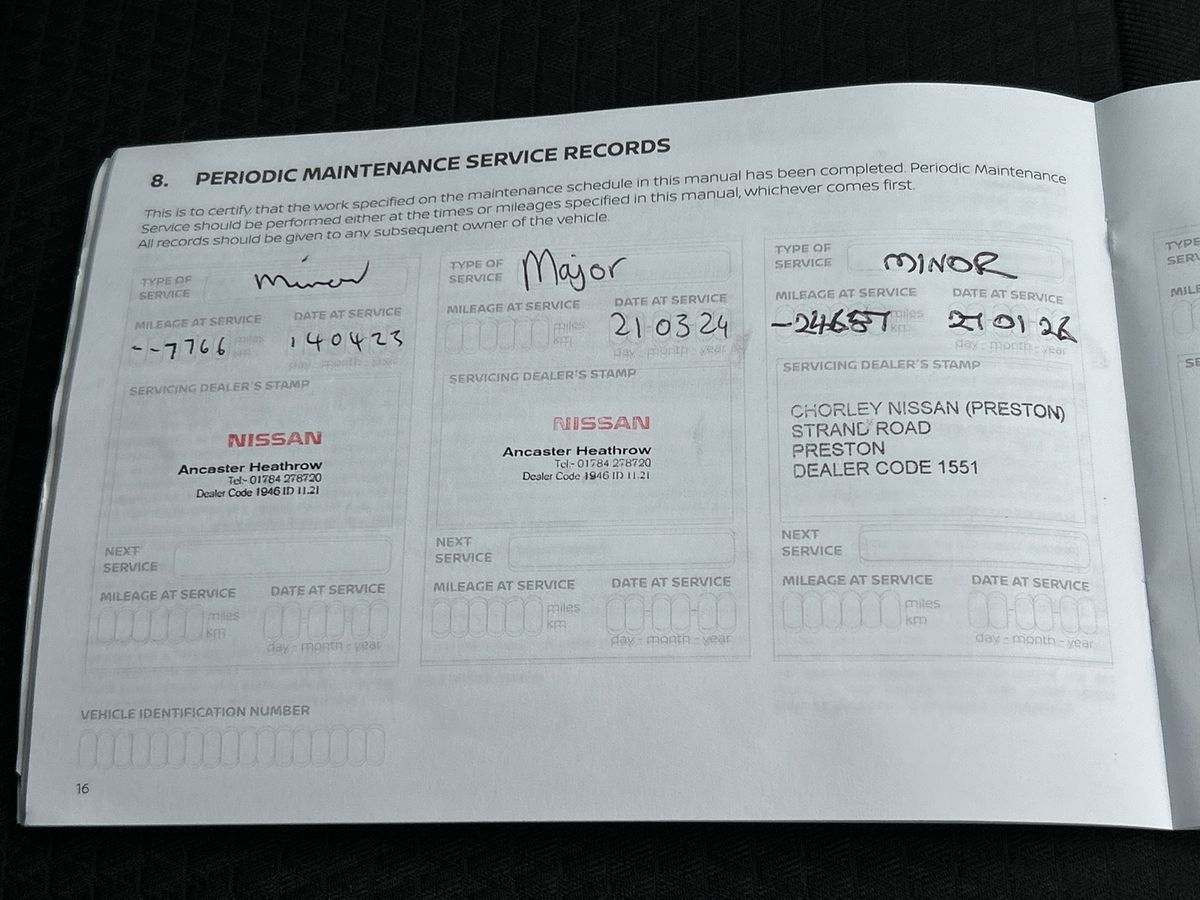 8. PERIODIC MAINTENANCE SERVICE RECORDS
This is to certify that the work specified on the maintenance schedule in this manual has been completed. Periodic Maintenance
Service should be performed either at the times or mileages specified in this manual, whichever comes first.
All records should be given to any subsequent owner of the vehicle.
TYPE OF
SERVICE
minor
MILEAGE AT SERVICE
DATE AT SERVICE
--7766
miles
km
140423
day - month - year
SERVICING DEALER'S STAMP
NISSAN
Ancaster Heathrow
Tel:- 01784 278720
Dealer Code 1946 ID 11.21
NEXT
SERVICE
MILEAGE AT SERVICE
DATE AT SERVICE
miles
km
day - month - year
TYPE OF
SERVICE
Major
MILEAGE AT SERVICE
DATE AT SERVICE
miles
km
21 03 24
day - month - year
SERVICING DEALER'S STAMP
NISSAN
Ancaster Heathrow
Tel:- 01784 278720
Dealer Code 1946 ID 11.21
NEXT
SERVICE
MILEAGE AT SERVICE
DATE AT SERVICE
miles
km
day - month - year
TYPE OF
SERVICE
MINOR
MILEAGE AT SERVICE
DATE AT SERVICE
miles
km
day - month - year
SERVICING DEALER'S STAMP
CHORLEY NISSAN (PRESTON)
STRAND ROAD
PRESTON
DEALER CODE 1551
NEXT
SERVICE
MILEAGE AT SERVICE
DATE AT SERVICE
miles
km
day - month - year
VEHICLE IDENTIFICATION NUMBER
16